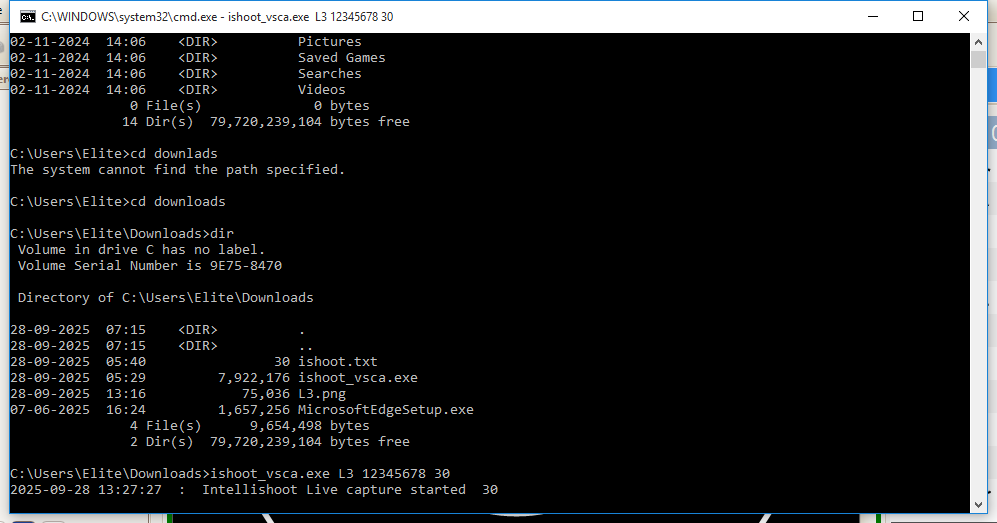 C:\WINDOWS\system32\cmd.exe - ishoot_vsca.exe L3 12345678 30
02-11-2024  14:06    <DIR>          Pictures
02-11-2024  14:06    <DIR>          Saved Games
02-11-2024  14:06    <DIR>          Searches
02-11-2024  14:06    <DIR>          Videos
               0 File(s)              0 bytes
              14 Dir(s)  79,720,239,104 bytes free
C:\Users\Elite>cd downlads
The system cannot find the path specified.
C:\Users\Elite>cd downloads
C:\Users\Elite\Downloads>dir
 Volume in drive C has no label.
 Volume Serial Number is 9E75-8470
 Directory of C:\Users\Elite\Downloads
28-09-2025  07:15    <DIR>          .
28-09-2025  07:15    <DIR>          ..
28-09-2025  05:40                30 ishoot.txt
28-09-2025  05:29         7,922,176 ishoot_vsca.exe
28-09-2025  13:16            75,036 L3.png
07-06-2025  16:24         1,657,256 MicrosoftEdgeSetup.exe
               4 File(s)      9,654,498 bytes
               2 Dir(s)  79,720,239,104 bytes free
C:\Users\Elite\Downloads>ishoot_vsca.exe L3 12345678 30
2025-09-28 13:27:27  :  Intellishoot Live capture started  30